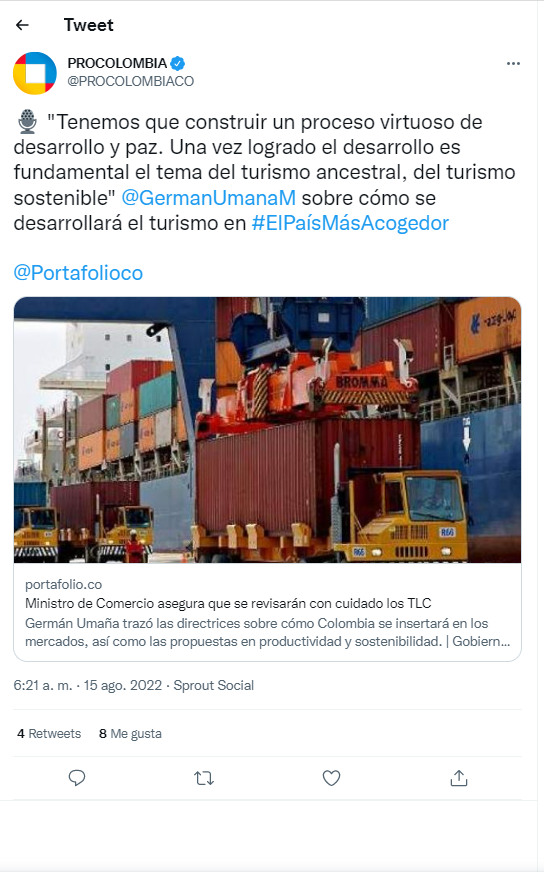 Tweet
PROCOLOMBIA
@PROCOLOMBIACO
"Tenemos que construir un proceso virtuoso de
desarrollo y paz. Una vez logrado el desarrollo es
fundamental el tema del turismo ancestral, del turismo
sostenible" @GermanUmanaM sobre cómo se
desarrollará el turismo en #ElPaísMásAcogedor
@Portafolioco
BROMMA
R66
R66
portafolio.co
Ministro de Comercio asegura que se revisarán con cuidado los TLC
Germán Umaña trazó las directrices sobre cómo Colombia se insertará en los
mercados, así como las propuestas en productividad y sostenibilidad. | Gobiern...
6:21 a. m. · 15 ago. 2022 · Sprout Social
4 Retweets 8 Me gusta